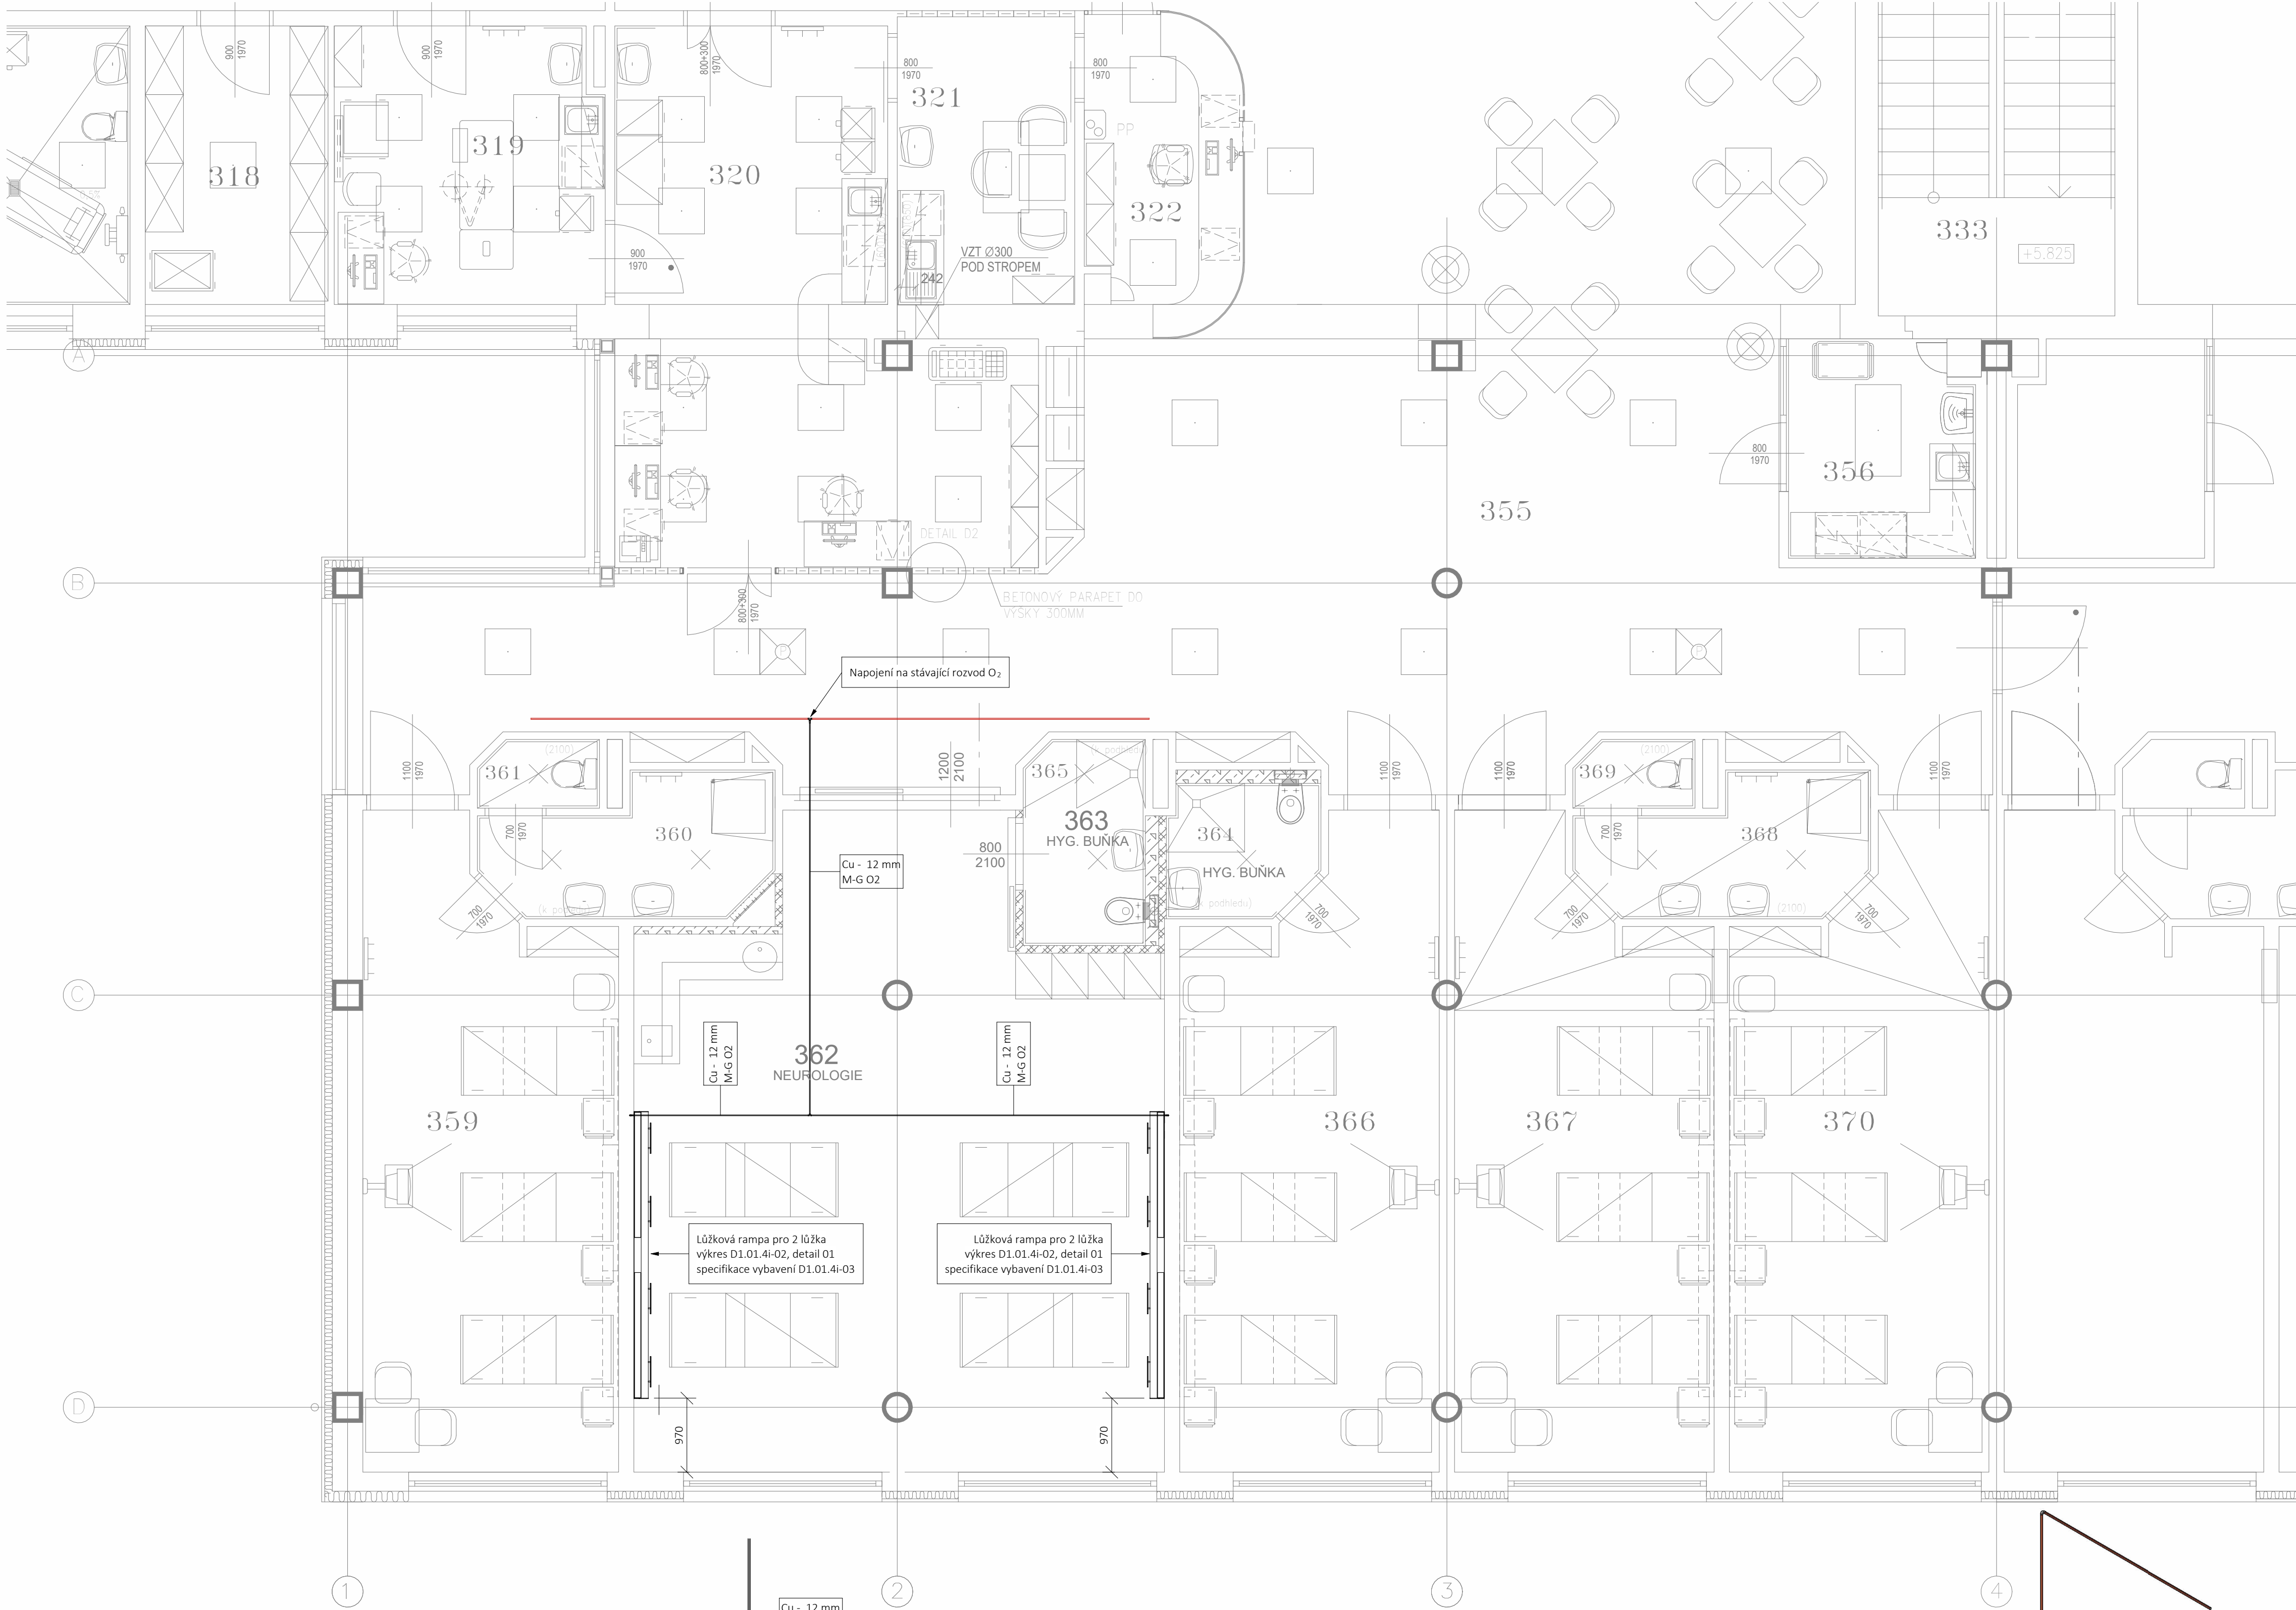 900
1970
900
1970
800+300
1970
800
1970
800
1970
321
PP
319
318
320
322
333
+5,825
900
1970
VZT Ø300
POD STROPEM
242
A
800
1970
356
355
DETAIL D2
B
BETONOVÝ PARAPET DO
VÝŠKY 300MM
800+300
1970
P
P
Napojení na stávající rozvod O₂
1100
1970
(2100)
361
1200
2100
(k podhledu)
365
1100
1970
1100
1970
(2100)
369
1100
1970
700
1970
360
363
HYG. BUŇKA
364
HYG. BUŇKA
700
1970
368
800
2100
Cu - 12 mm
M-G O2
(k podhledu)
700
1970
(k podhledu)
700
1970
700
1970
(2100)
700
1970
C
Cu - 12 mm
M-G O2
362
NEUROLOGIE
Cu - 12 mm
M-G O2
359
366
367
370
Lůžková rampa pro 2 lůžka
výkres D1.01.4i-02, detail 01
specifikace vybavení D1.01.4i-03
Lůžková rampa pro 2 lůžka
výkres D1.01.4i-02, detail 01
specifikace vybavení D1.01.4i-03
D
970
970
1
2
3
4
Cu - 12 mm